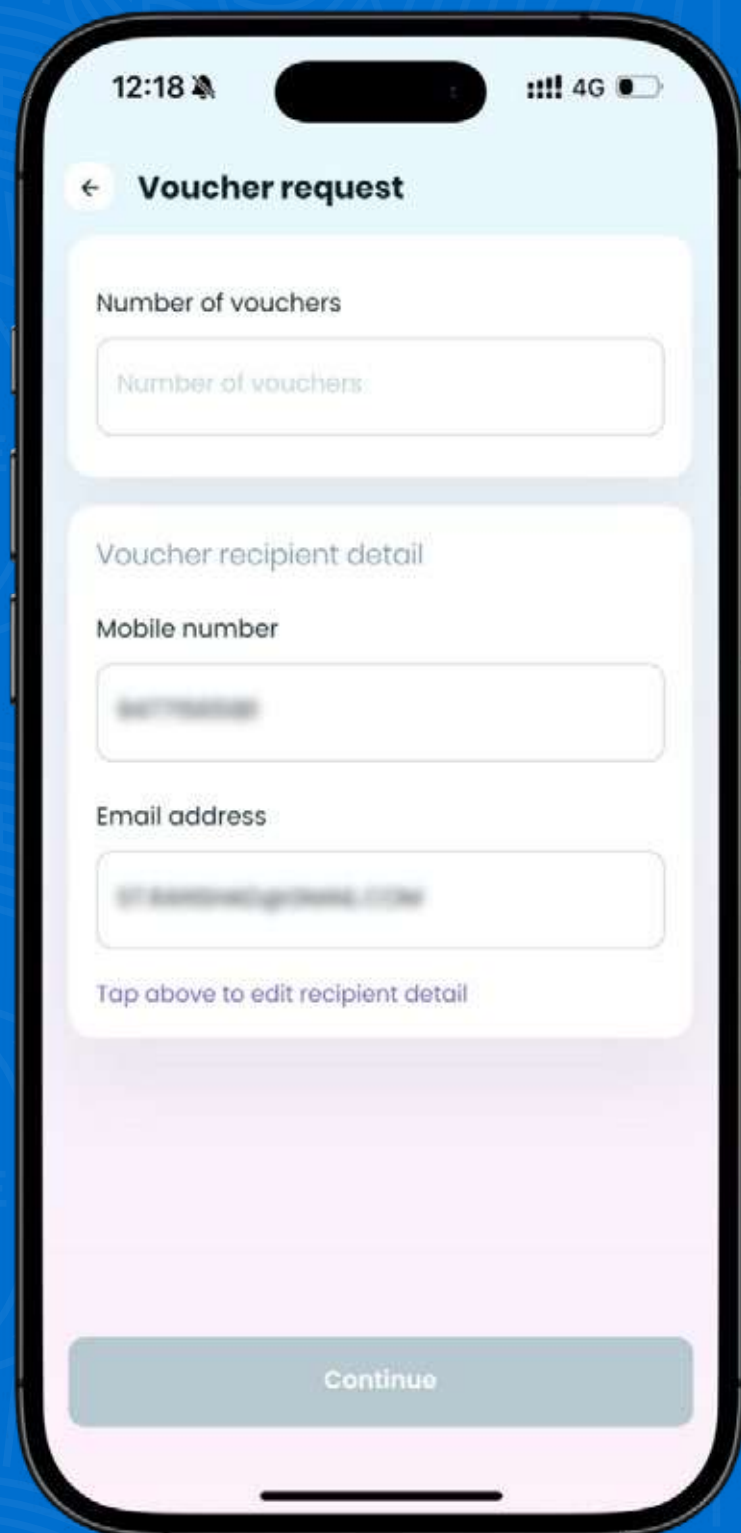 12:18
4G
Voucher request
Number of vouchers
Number of vouchers
Voucher recipient detail
Mobile number
Email address
Tap above to edit recipient detail
Continue